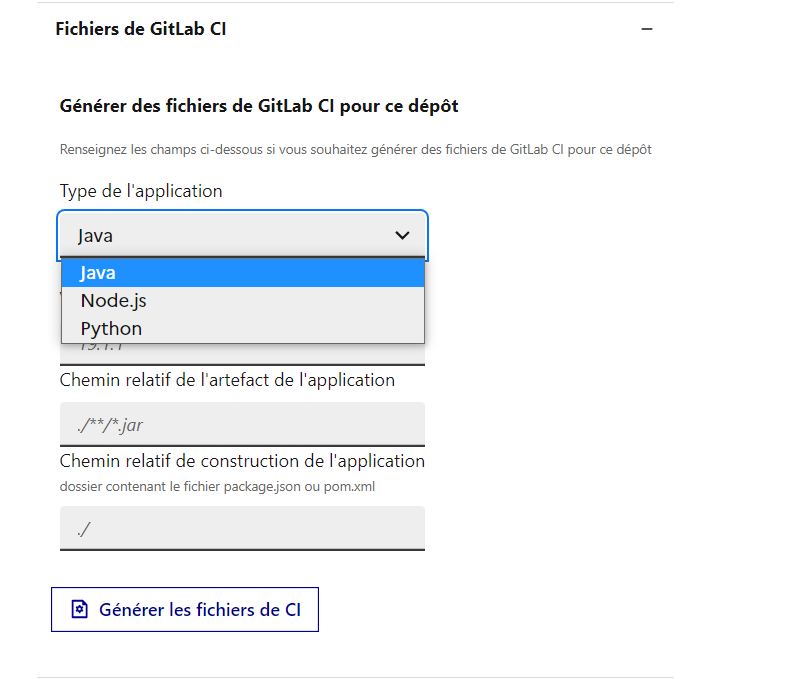 Fichiers de GitLab CI
Générer des fichiers de GitLab CI pour ce dépôt
Renseignez les champs ci-dessous si vous souhaitez générer des fichiers de GitLab CI pour ce dépôt
Type de l'application
Java
Java
Node.js
Python
19.1.1
Chemin relatif de l'artefact de l'application
./**/*.jar
Chemin relatif de construction de l'application
dossier contenant le fichier package.json ou pom.xml
./
Générer les fichiers de CI